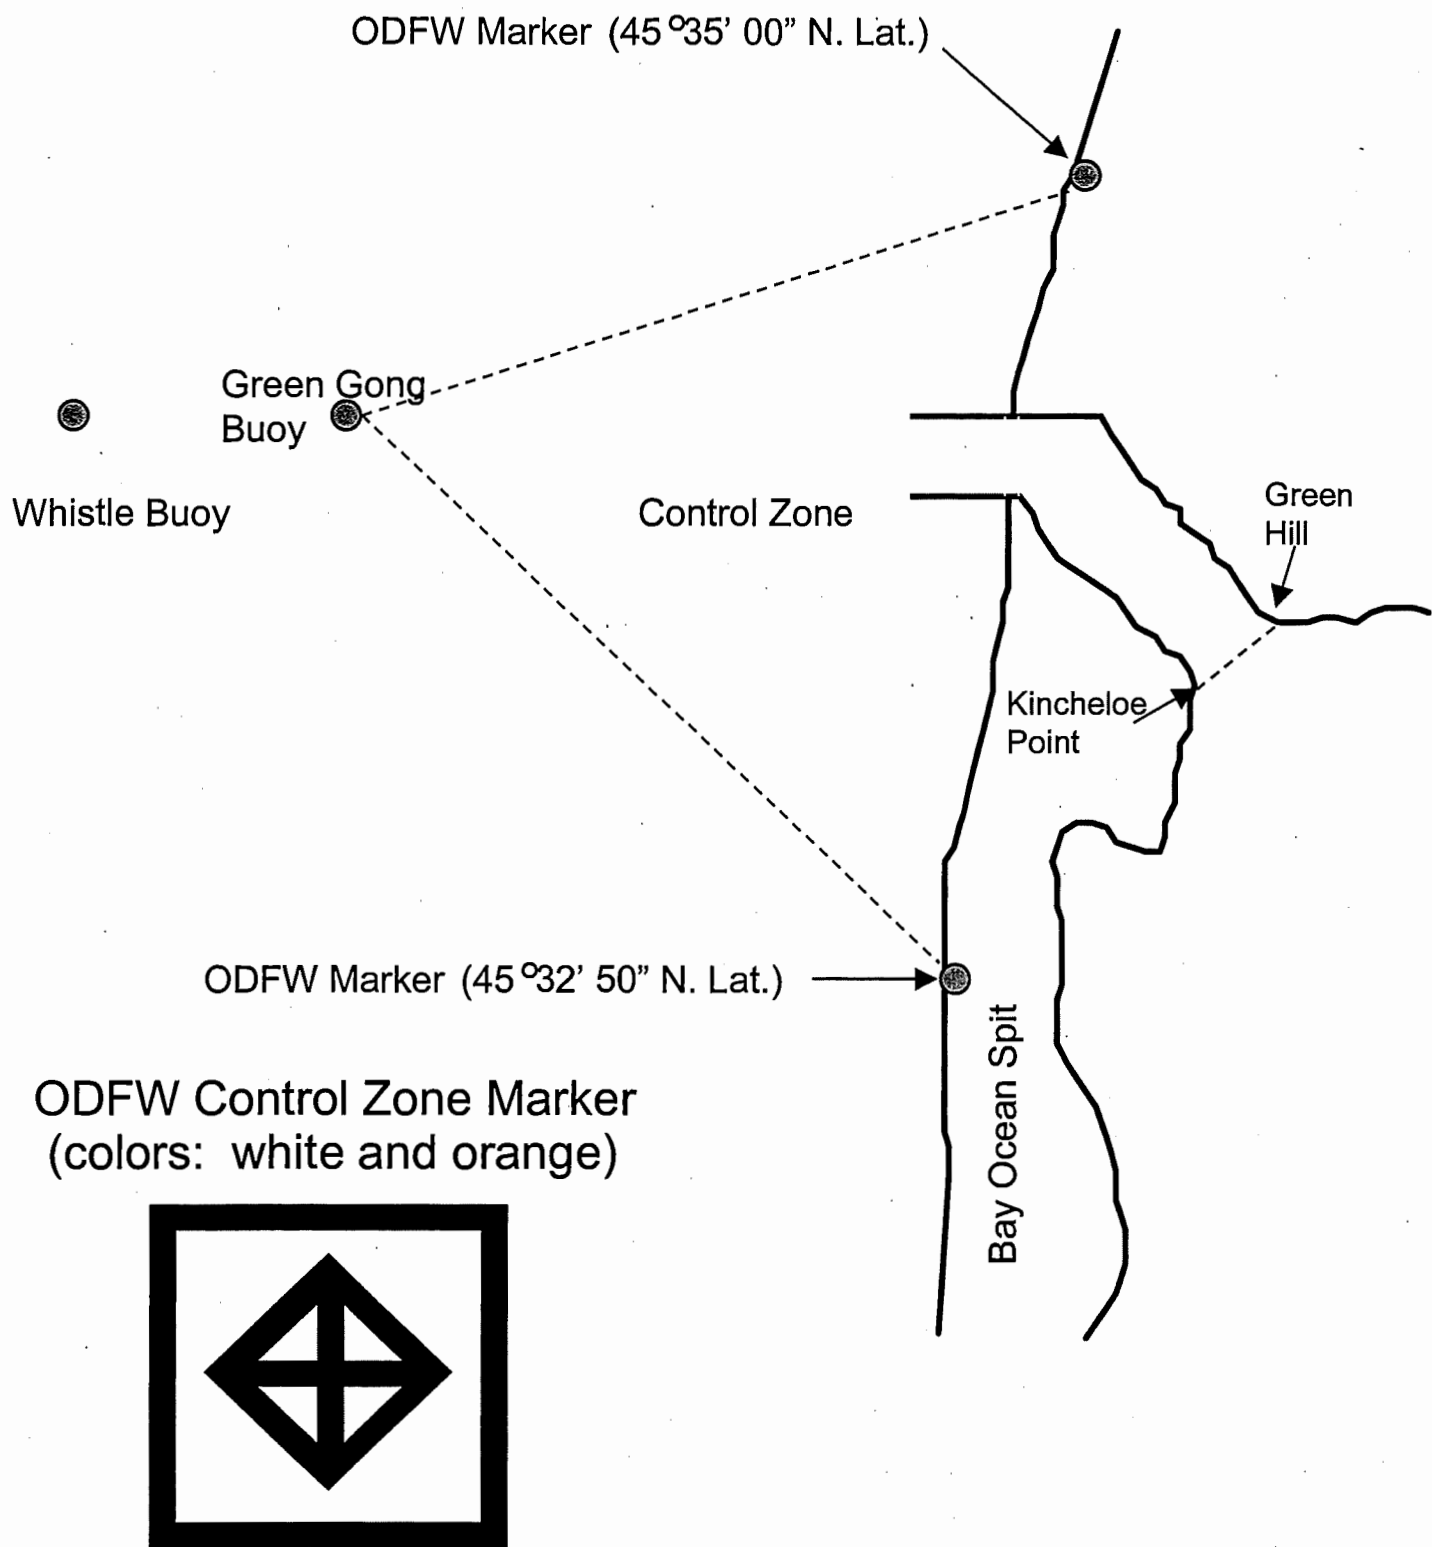 ODFW Marker (45°35' 00” N. Lat.)
Green Gong
Buoy
Whistle Buoy
Control Zone
Green
Hill
Kincheloe
Point
ODFW Marker (45°32' 50” N. Lat.)
Bay Ocean Spit
ODFW Control Zone Marker
(colors: white and orange)